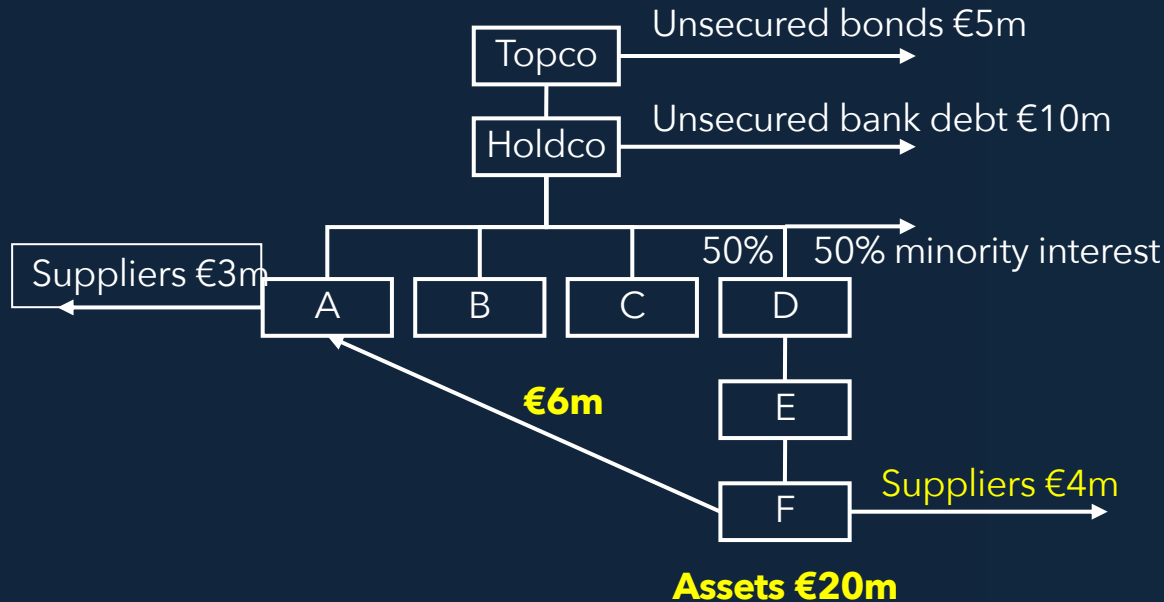 Unsecured bonds €5m
Topco
Unsecured bank debt €10m
Holdco
50%
50% minority interest
Suppliers €3m
A
B
C
D
€6m
E
Suppliers €4m
F
Assets €20m